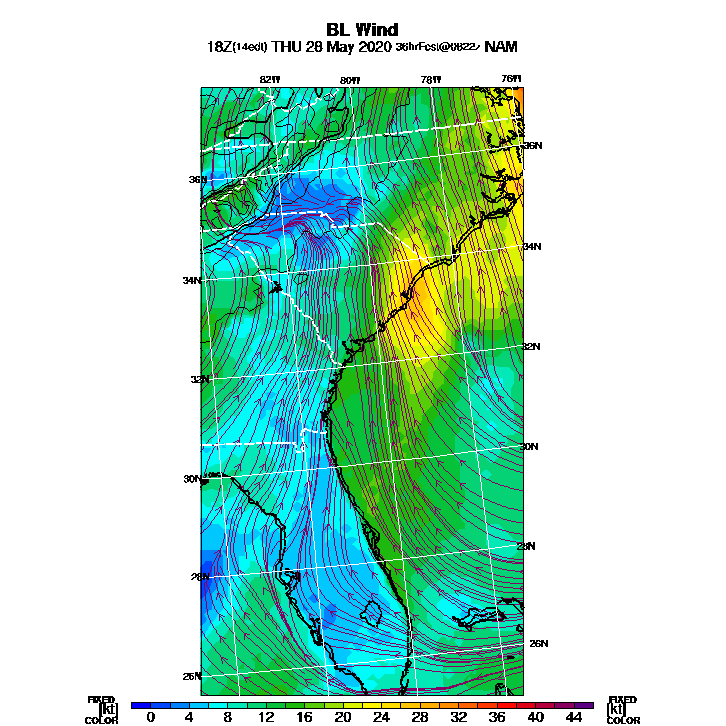 BL Wind
18Z(14edt) THU 28 May 2020 36hrFcst@0622z NAM
82W 80W 78W 76W
36N
36N
34N
34N
32N
32N
30N
30N
28N
28N
26N
26N
FIXED FIXED
[kt] 0 4 8 12 16 20 24 28 32 36 40 44 [kt]
COLOR COLOR